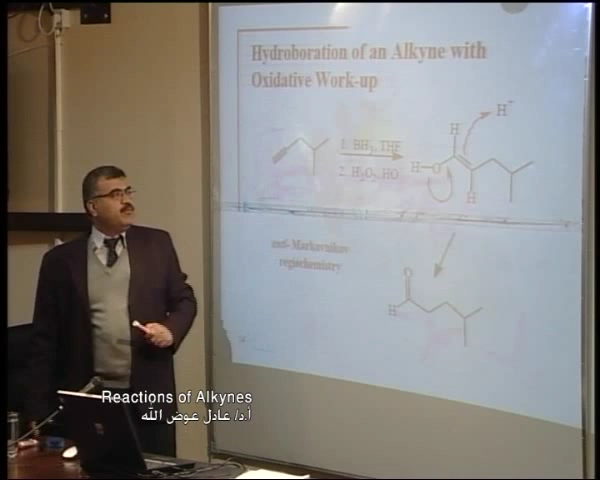 Hydroboration of an Alkyne with
Oxidative Work-up
H+
H
1. BH3, THF
2. H2O2, HO
H-O
H
anti-Markovnikov
regiochemistry
O
H
Reactions of Alkynes
أ.د/ عادل عوض الله